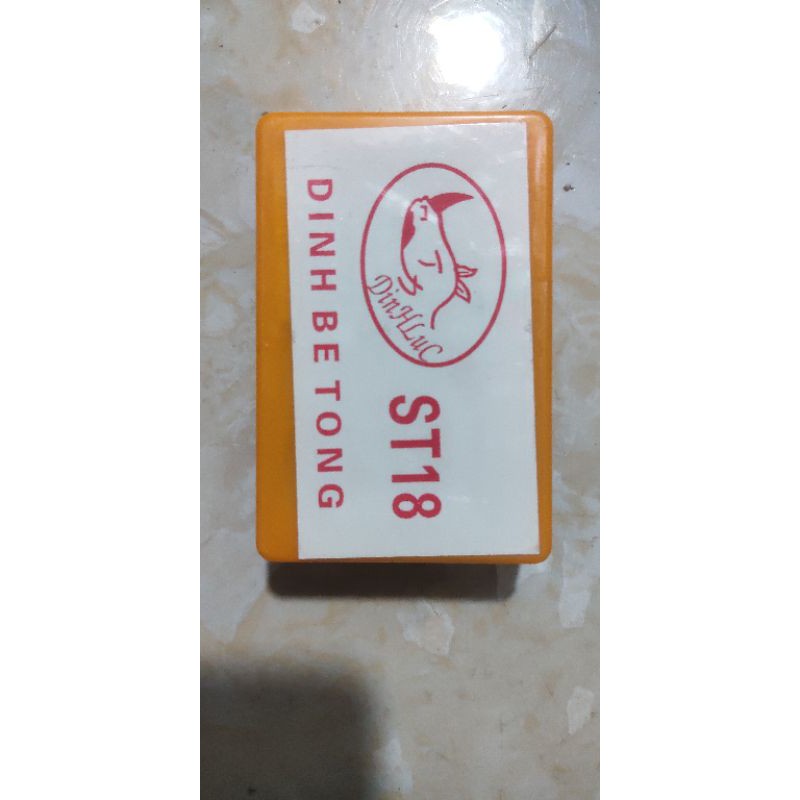 DinHLuC
ST18
DINH BE TONG